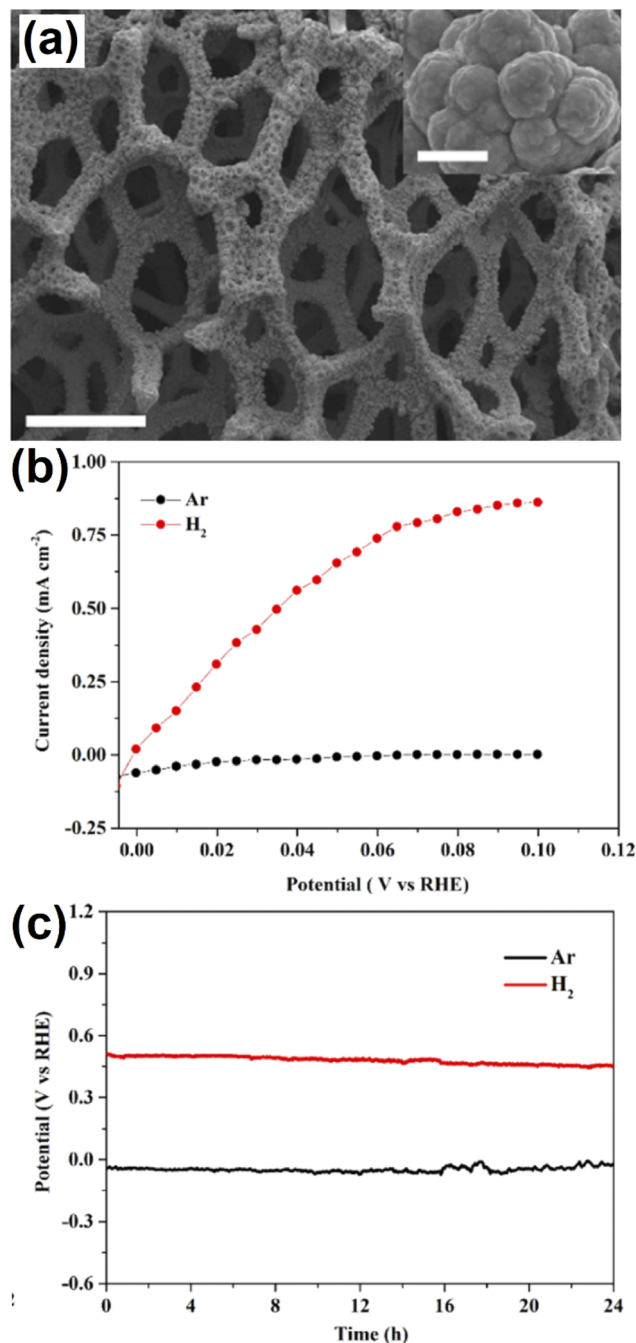 (a)
(b)
1.00
Ar
H₂
0.75
0.50
0.25
0.00
-0.25
Current density (mA cm⁻²)
0.00 0.02 0.04 0.06 0.08 0.10 0.12
Potential ( V vs RHE)
(c)
1.2
Ar
H₂
0.9
0.6
0.3
0.0
-0.3
-0.6
Potential (V vs RHE)
0 4 8 12 16 20 24
Time (h)